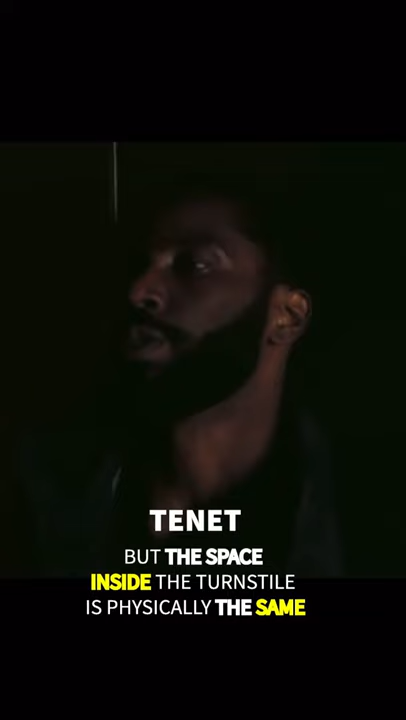 TENET
BUT THE SPACE
INSIDE THE TURNSTILE
IS PHYSICALLY THE SAME